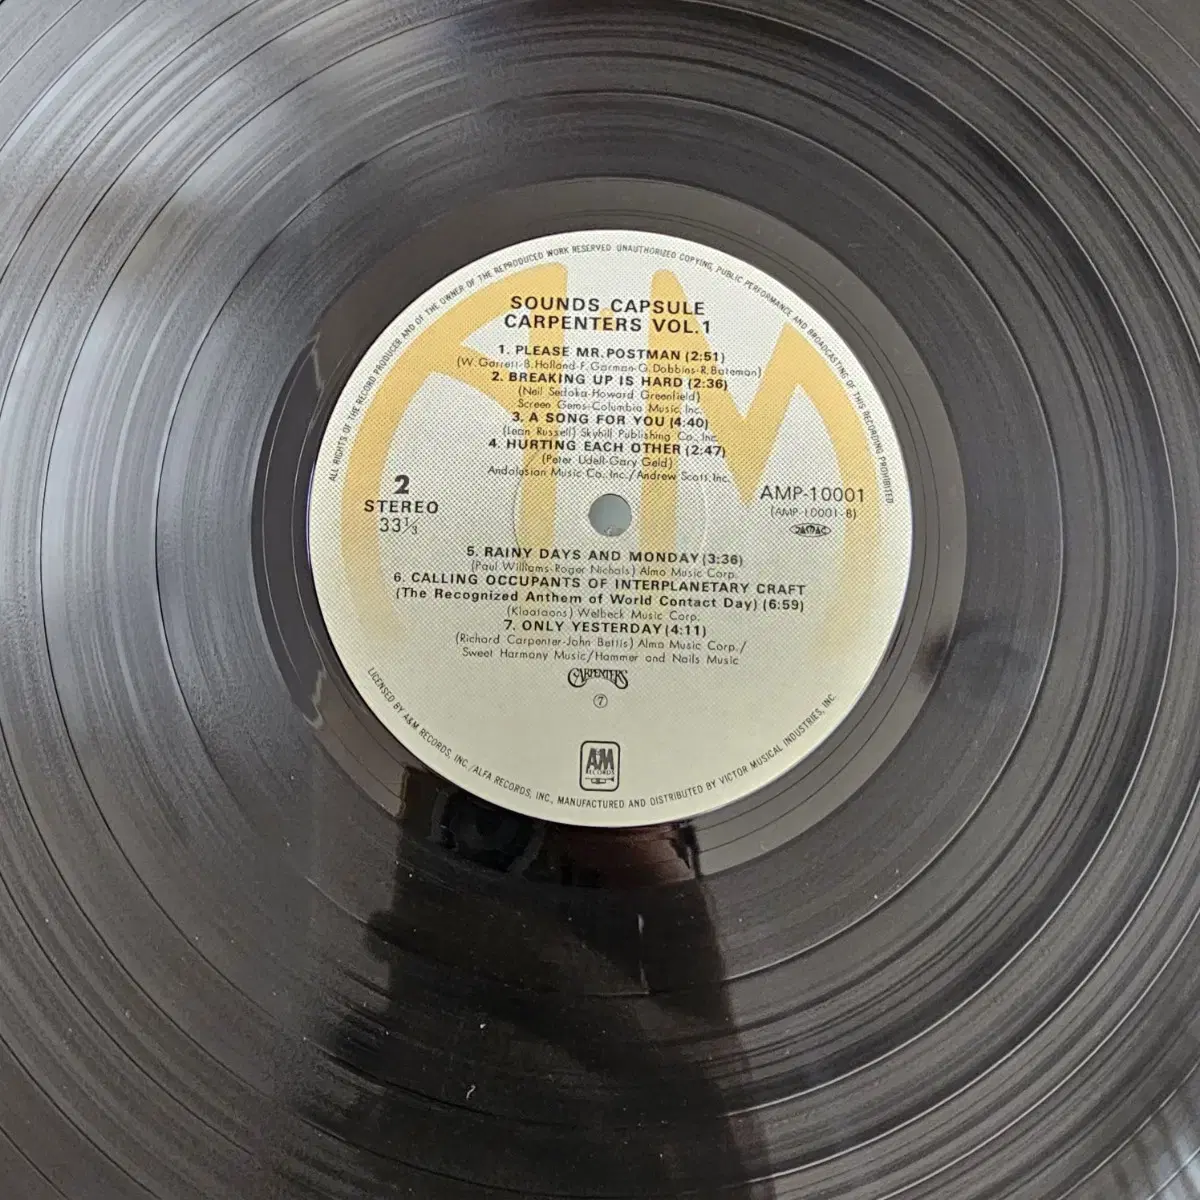 ALL RIGHTS OF THE RECORD PRODUCER AND OF THE OWNER OF THE REPRODUCED WORK RESERVED. UNAUTHORIZED COPYING, PUBLIC PERFORMANCE AND BROADCASTING OF THIS RECORDING PROHIBITED
SOUNDS CAPSULE
CARPENTERS VOL.1
1. PLEASE MR. POSTMAN (2:51)
(W. Garrett-B. Holland-F. Gorman-G. Dobbins-R. Bateman)
2. BREAKING UP IS HARD (2:36)
(Neil Sedaka-Howard Greenfield)
Screen Gems-Columbia Music, Inc.
3. A SONG FOR YOU (4:40)
(Leon Russell) Skyhill Publishing Co., Inc.
4. HURTING EACH OTHER (2:47)
(Peter Udell-Gary Geld)
Andalusian Music Co., Inc./Andrew Scott. Inc.
2
STEREO
33⅓
AMP-10001
(AMP-10001-B)
JASRAC
5. RAINY DAYS AND MONDAY (3:36)
(Paul Williams-Roger Nichols) Almo Music Corp.
6. CALLING OCCUPANTS OF INTERPLANETARY CRAFT
(The Recognized Anthem of World Contact Day) (6:59)
(Klaatoons) Welbeck Music Corp.
7. ONLY YESTERDAY (4:11)
(Richard Carpenter-John Bettis) Almo Music Corp./
Sweet Harmony Music/Hammer and Nails Music
CARPENTERS
⑦
A&M
RECORDS
LICENSED BY A&M RECORDS, INC./ALFA RECORDS, INC., MANUFACTURED AND DISTRIBUTED BY VICTOR MUSICAL INDUSTRIES, INC.